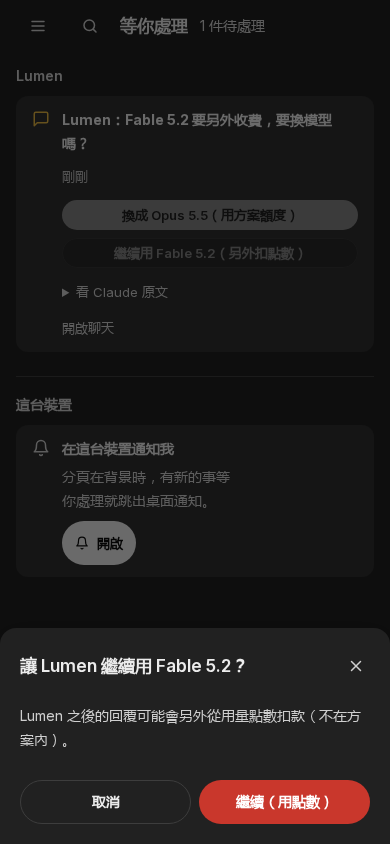 等你處理 1 件待處理
Lumen
Lumen：Fable 5.2 要另外收費，要換模型
嗎？
剛剛
換成 Opus 5.5（用方案額度）
繼續用 Fable 5.2（另外扣點數）
▶ 看 Claude 原文
開啟聊天
這台裝置
在這台裝置通知我
分頁在背景時，有新的事等
你處理就跳出桌面通知。
開啟
讓 Lumen 繼續用 Fable 5.2？
Lumen 之後的回覆可能會另外從用量點數扣款（不在方
案內）。
取消
繼續（用點數）